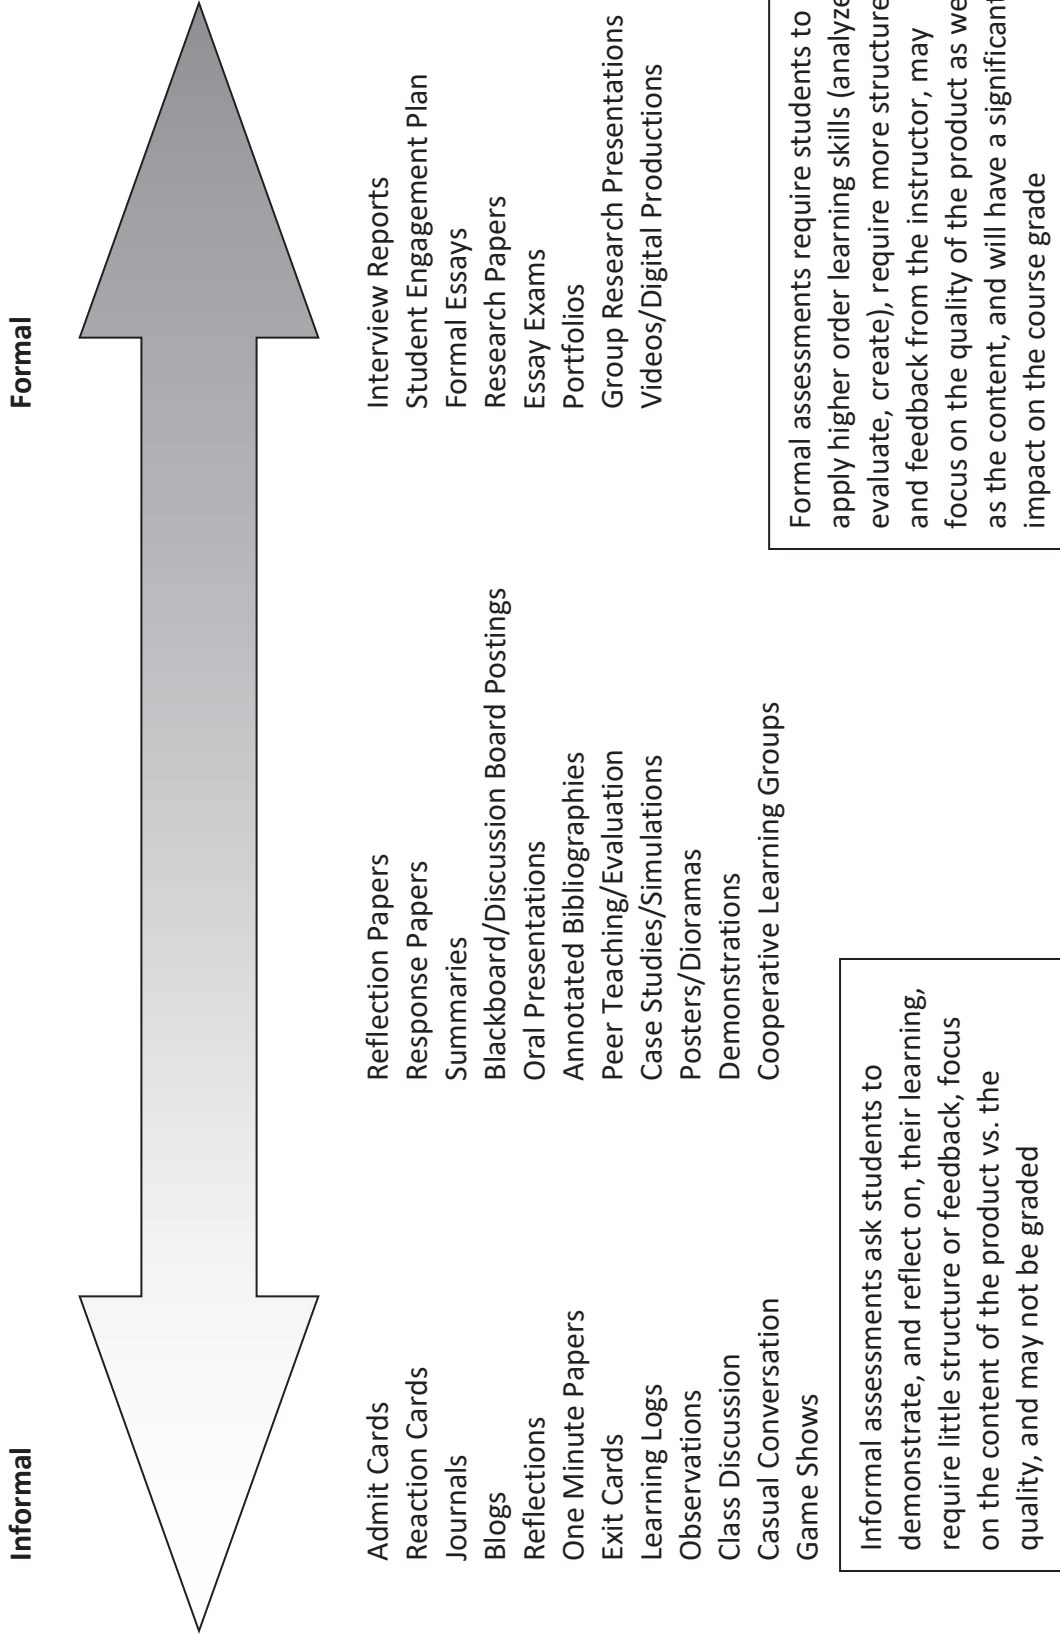 Informal
Formal
Admit Cards
Reaction Cards
Journals
Blogs
Reflections
One Minute Papers
Exit Cards
Learning Logs
Observations
Class Discussion
Casual Conversation
Game Shows
Reflection Papers
Response Papers
Summaries
Blackboard/Discussion Board Postings
Oral Presentations
Annotated Bibliographies
Peer Teaching/Evaluation
Case Studies/Simulations
Posters/Dioramas
Demonstrations
Cooperative Learning Groups
Interview Reports
Student Engagement Plan
Formal Essays
Research Papers
Essay Exams
Portfolios
Group Research Presentations
Videos/Digital Productions
Informal assessments ask students to
demonstrate, and reflect on, their learning,
require little structure or feedback, focus
on the content of the product vs. the
quality, and may not be graded
Formal assessments require students to
apply higher order learning skills (analyze
evaluate, create), require more structure
and feedback from the instructor, may
focus on the quality of the product as we
as the content, and will have a significant
impact on the course grade